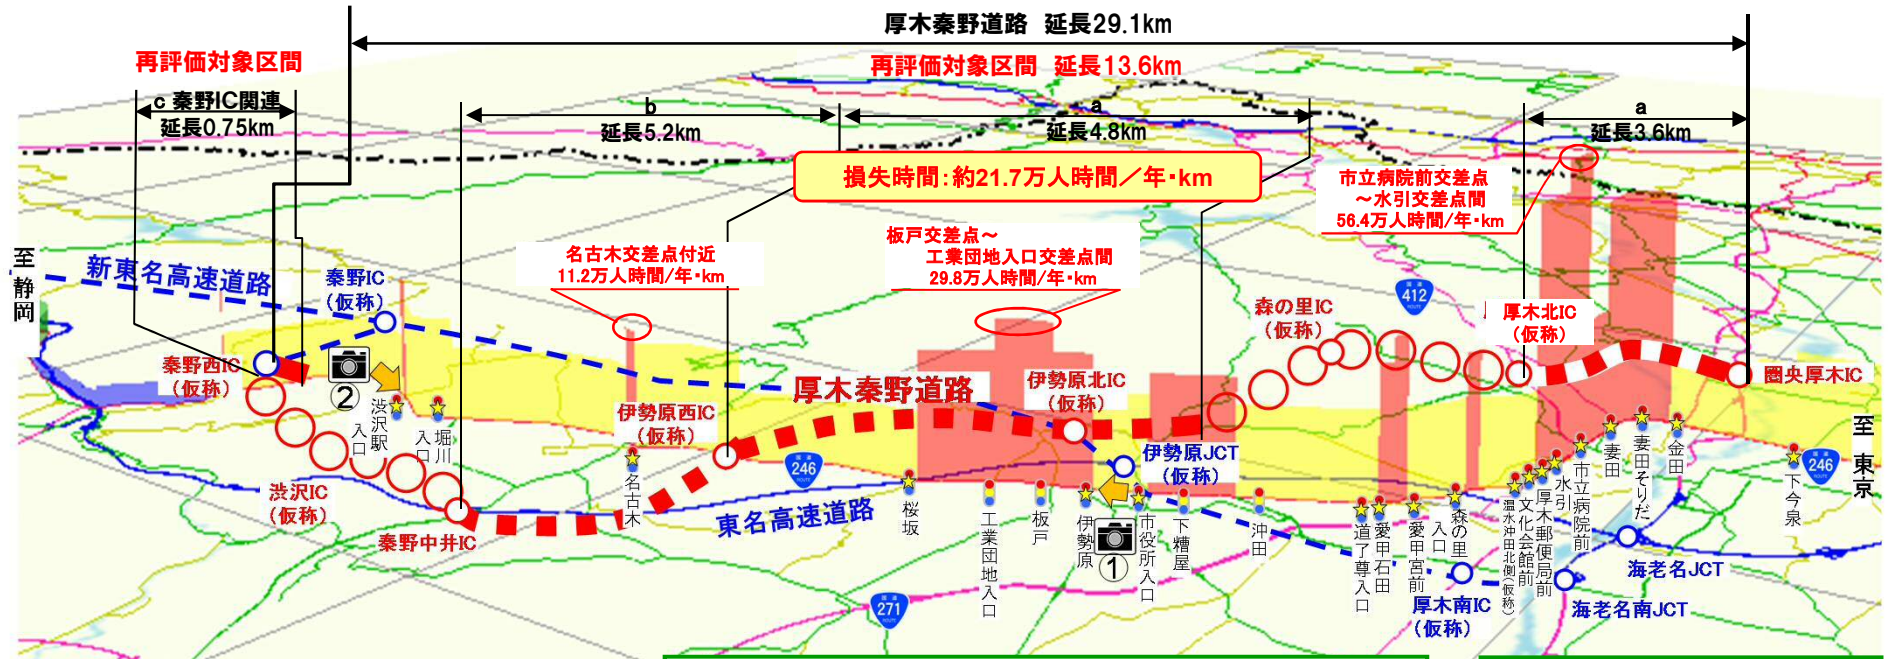 厚木秦野道路 延長29.1km
再評価対象区間
再評価対象区間 延長13.6km
c 秦野IC関連
延長0.75km
b
延長5.2km
a
延長4.8km
a
延長3.6km
損失時間：約21.7万人時間／年・km
市立病院前交差点
～水引交差点間
56.4万人時間/年・km
名古木交差点付近
11.2万人時間/年・km
板戸交差点～
工業団地入口交差点間
29.8万人時間/年・km
至 静岡
新東名高速道路
秦野IC
(仮称)
秦野西IC
(仮称)
②
渋沢駅入口
堀川入口
渋沢IC
(仮称)
秦野中井IC
伊勢原西IC
(仮称)
名古木
246
東名高速道路
厚木秦野道路
桜坂
271
工業団地入口
板戸
伊勢原北IC
(仮称)
伊勢原
①
市役所入口
伊勢原JCT
(仮称)
下糟屋
沖田
森の里IC
(仮称)
412
厚木北IC
(仮称)
圏央厚木IC
道了尊入口
愛甲石田
愛甲宮前
森の里入口
厚木南IC
(仮称)
温水沖田北側(仮称)
文化会館前
厚木郵便局前
水引
市立病院前
妻田
妻田そりだ
金田
下今泉
246
至 東京
海老名JCT
海老名南JCT